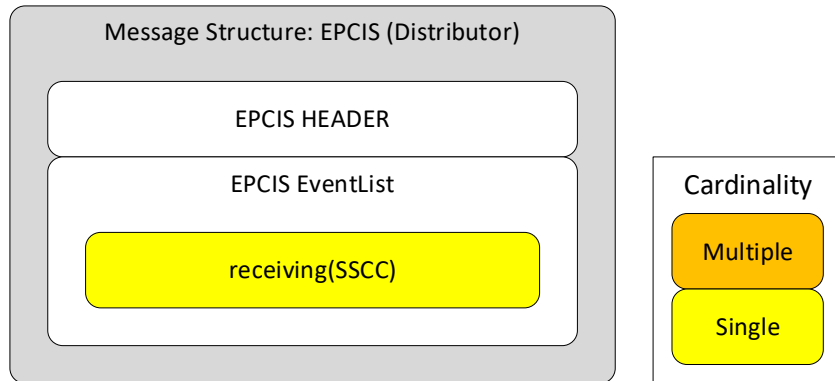 Message Structure: EPCIS (Distributor)
EPCIS HEADER
EPCIS EventList
receiving(SSCC)
Cardinality
Multiple
Single